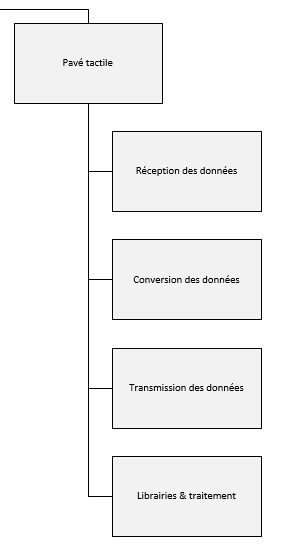 Pavé tactile
Réception des données
Conversion des données
Transmission des données
Librairies & traitement